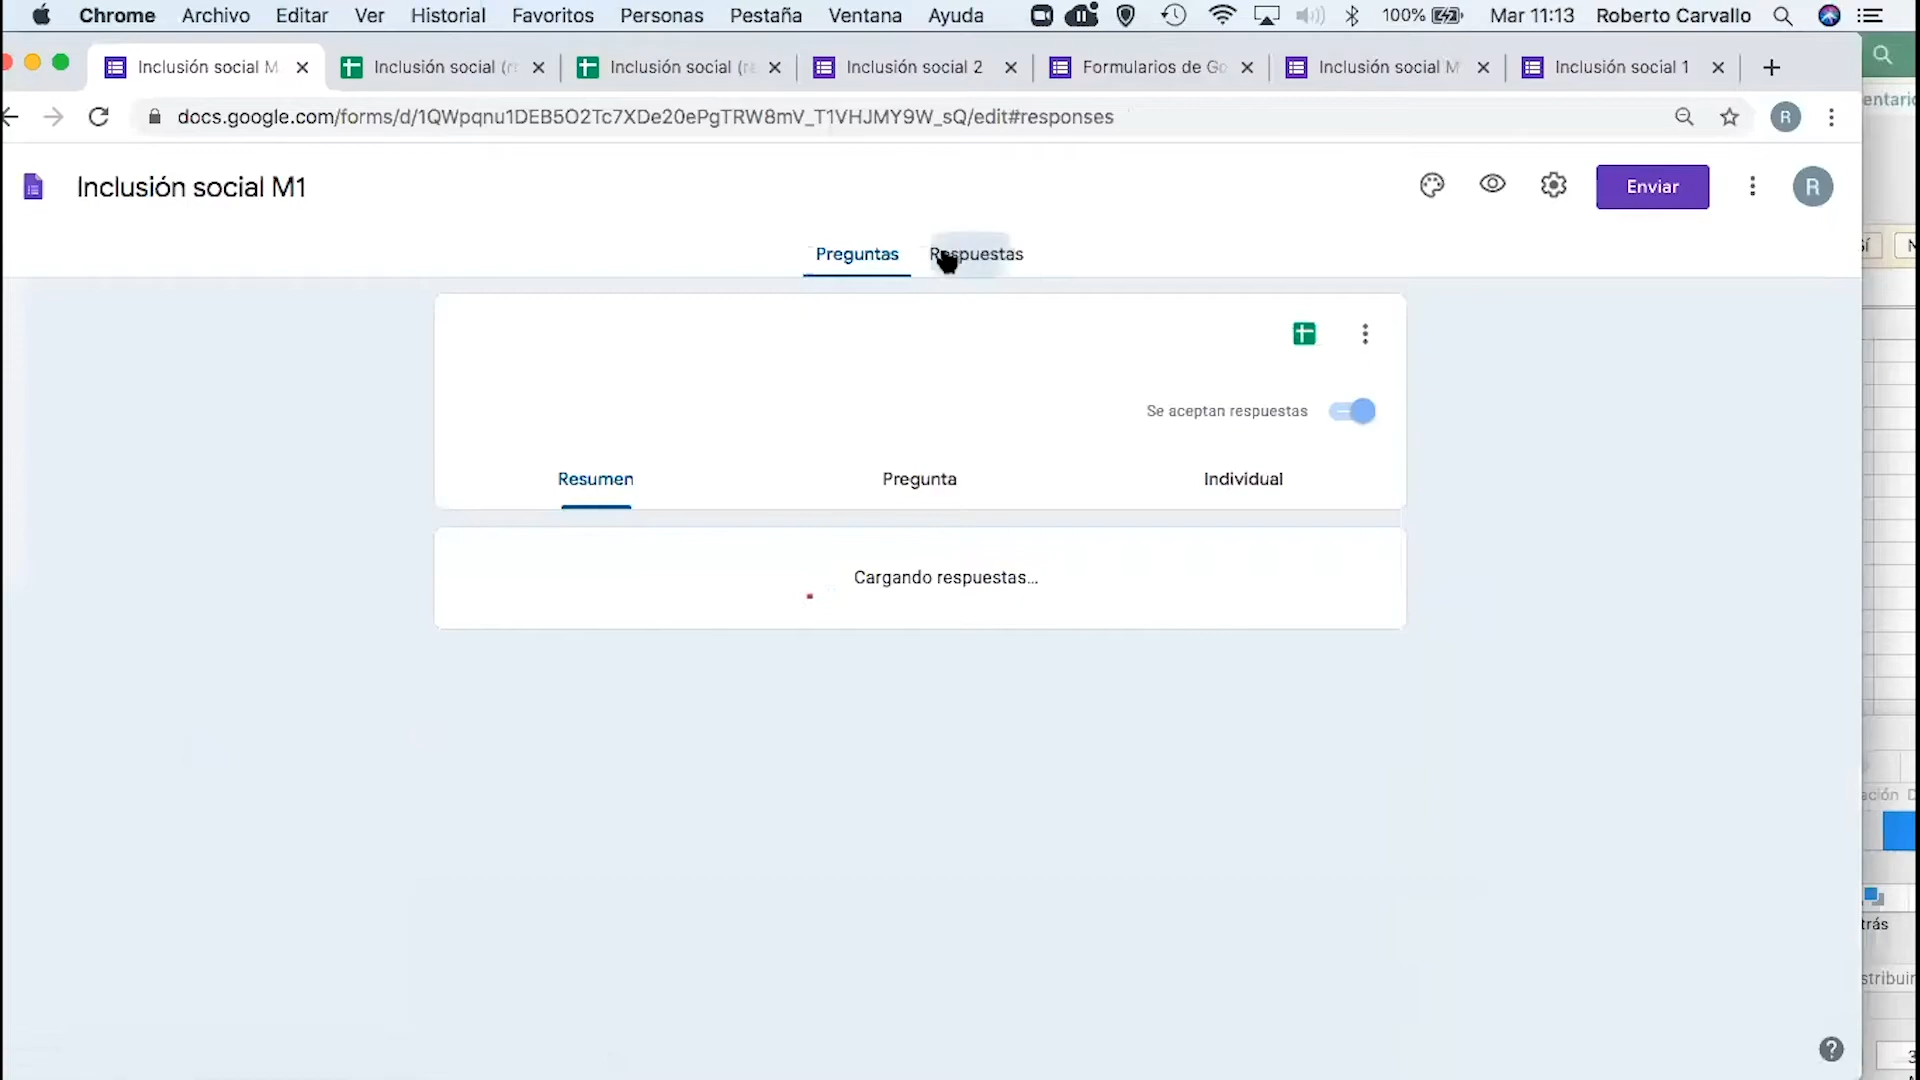 Chrome Archivo Editar Ver Historial Favoritos Personas Pestaña Ventana Ayuda 100% Mar 11:13 Roberto Carvallo
Inclusión social M Inclusión social (r Inclusión social (r Inclusión social 2 Formularios de Go Inclusión social M Inclusión social 1
docs.google.com/forms/d/1QWpqnu1DEB5O2Tc7XDe20ePgTRW8mV_T1VHJMY9W_sQ/edit#responses R
Inclusión social M1 Enviar R
Preguntas Respuestas
Se aceptan respuestas
Resumen Pregunta Individual
Cargando respuestas...
trás